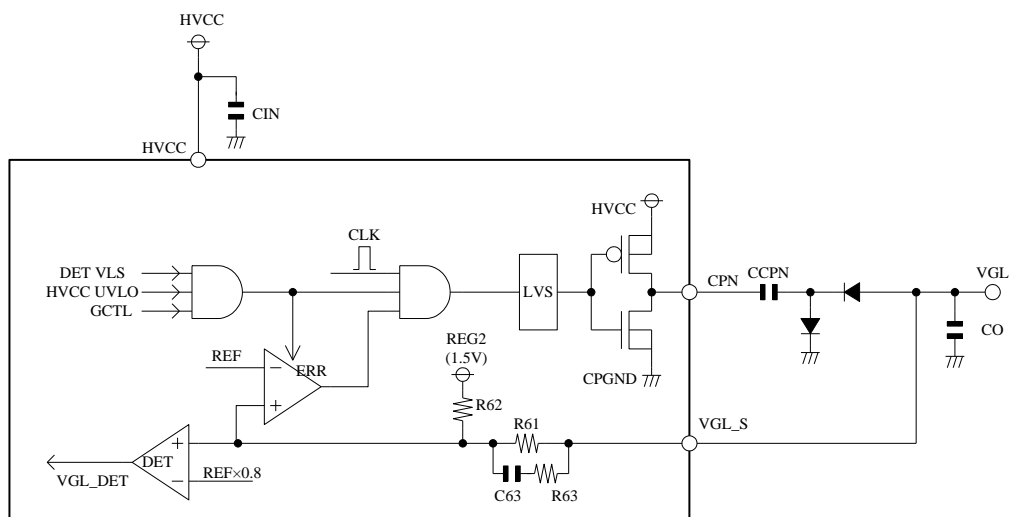 HVCC
CIN
HVCC
HVCC
CLK
DET VLS
HVCC UVLO
GCTL
LVS
CPN
CCPN
VGL
CO
CPGND
REG2
(1.5V)
REF
ERR
−
+
R62
R61
VGL_S
C63
R63
+
DET
−
REF×0.8
VGL_DET